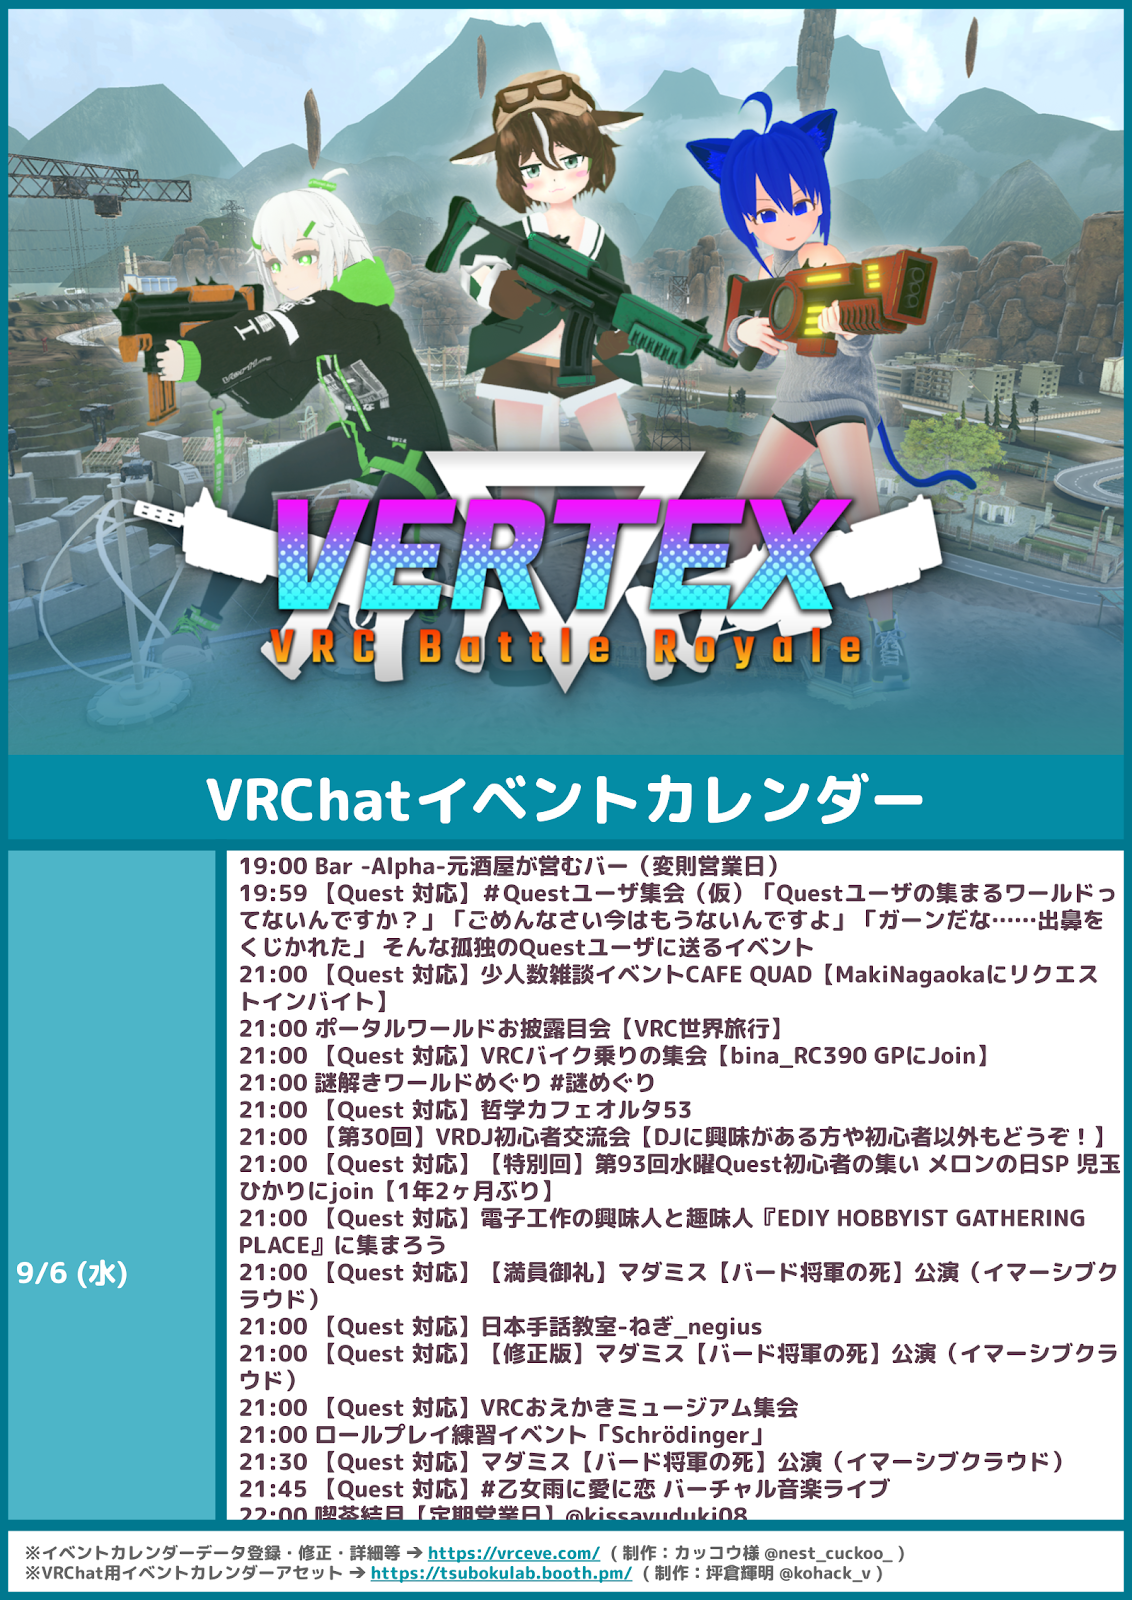 VERTEX
VRC Battle Royale
VRChatイベントカレンダー
9/6 (水)
19:00 Bar -Alpha-元酒屋が営むバー（変則営業日）
19:59 【Quest 対応】＃Questユーザ集会（仮）「Questユーザの集まるワールドっ
てないんですか？」「ごめんなさい今はもうないんですよ」「ガーンだな……出鼻を
くじかれた」 そんな孤独のQuestユーザに送るイベント
21:00 【Quest 対応】少人数雑談イベントCAFE QUAD【MakiNagaokaにリクエス
トインバイト】
21:00 ポータルワールドお披露目会【VRC世界旅行】
21:00 【Quest 対応】VRCバイク乗りの集会【bina_RC390 GPにJoin】
21:00 謎解きワールドめぐり #謎めぐり
21:00 【Quest 対応】哲学カフェオルタ53
21:00 【第30回】VRDJ初心者交流会【DJに興味がある方や初心者以外もどうぞ！】
21:00 【Quest 対応】【特別回】第93回水曜Quest初心者の集い メロンの日SP 児玉
ひかりにjoin【1年2ヶ月ぶり】
21:00 【Quest 対応】電子工作の興味人と趣味人『EDIY HOBBYIST GATHERING
PLACE』に集まろう
21:00 【Quest 対応】【満員御礼】マダミス【バード将軍の死】公演（イマーシブク
ラウド）
21:00 【Quest 対応】日本手話教室-ねぎ_negius
21:00 【Quest 対応】【修正版】マダミス【バード将軍の死】公演（イマーシブクラ
ウド）
21:00 【Quest 対応】VRCおえかきミュージアム集会
21:00 ロールプレイ練習イベント「Schrödinger」
21:30 【Quest 対応】マダミス【バード将軍の死】公演（イマーシブクラウド）
21:45 【Quest 対応】#乙女雨に愛に恋 バーチャル音楽ライブ
22:00 喫茶結月【定期営業日】@kissayuduki08
※イベントカレンダーデータ登録・修正・詳細等 ➔ https://vrceve.com/ （ 制作：カッコウ様 @nest_cuckoo_ ）
※VRChat用イベントカレンダーアセット ➔ https://tsubokulab.booth.pm/ （ 制作：坪倉輝明 @kohack_v ）